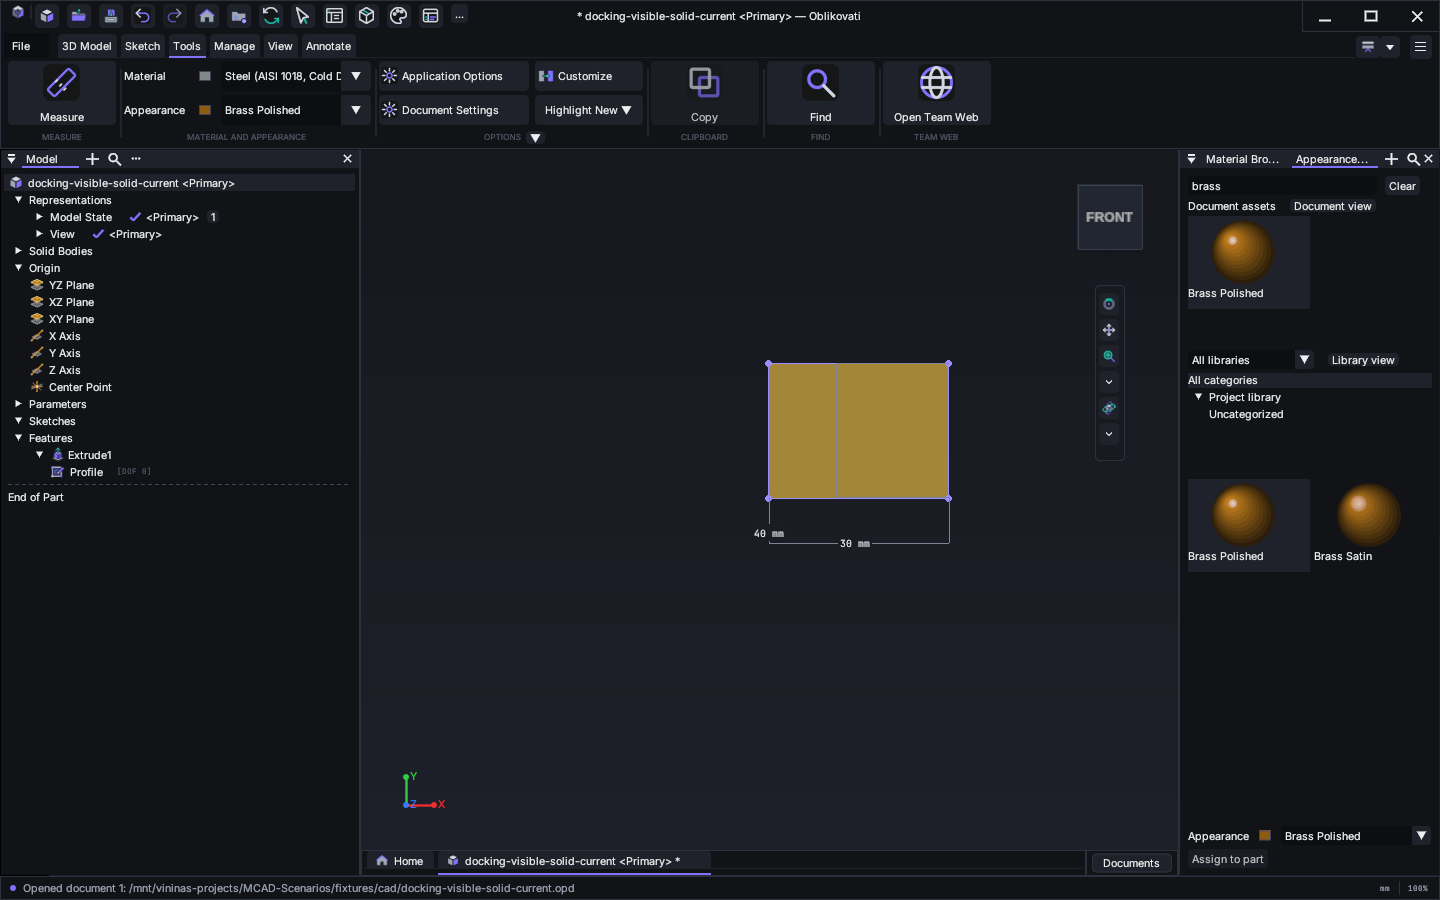 * docking-visible-solid-current <Primary> — Oblikovati
File
3D Model
Sketch
Tools
Manage
View
Annotate
Measure
MEASURE
Material
Steel (AISI 1018, Cold D
Appearance
Brass Polished
MATERIAL AND APPEARANCE
Application Options
Customize
Document Settings
Highlight New
OPTIONS
Copy
CLIPBOARD
Find
FIND
Open Team Web
TEAM WEB
Model
docking-visible-solid-current <Primary>
Representations
Model State
<Primary>
1
View
<Primary>
Solid Bodies
Origin
YZ Plane
XZ Plane
XY Plane
X Axis
Y Axis
Z Axis
Center Point
Parameters
Sketches
Features
Extrude1
Profile
[DOF 0]
End of Part
FRONT
40 mm
30 mm
Y
Z
X
Material Bro...
Appearance...
brass
Clear
Document assets
Document view
Brass Polished
All libraries
Library view
All categories
Project library
Uncategorized
Brass Polished
Brass Satin
Appearance
Brass Polished
Assign to part
Home
docking-visible-solid-current <Primary> *
Documents
Opened document 1: /mnt/vininas-projects/MCAD-Scenarios/fixtures/cad/docking-visible-solid-current.opd
mm
100%